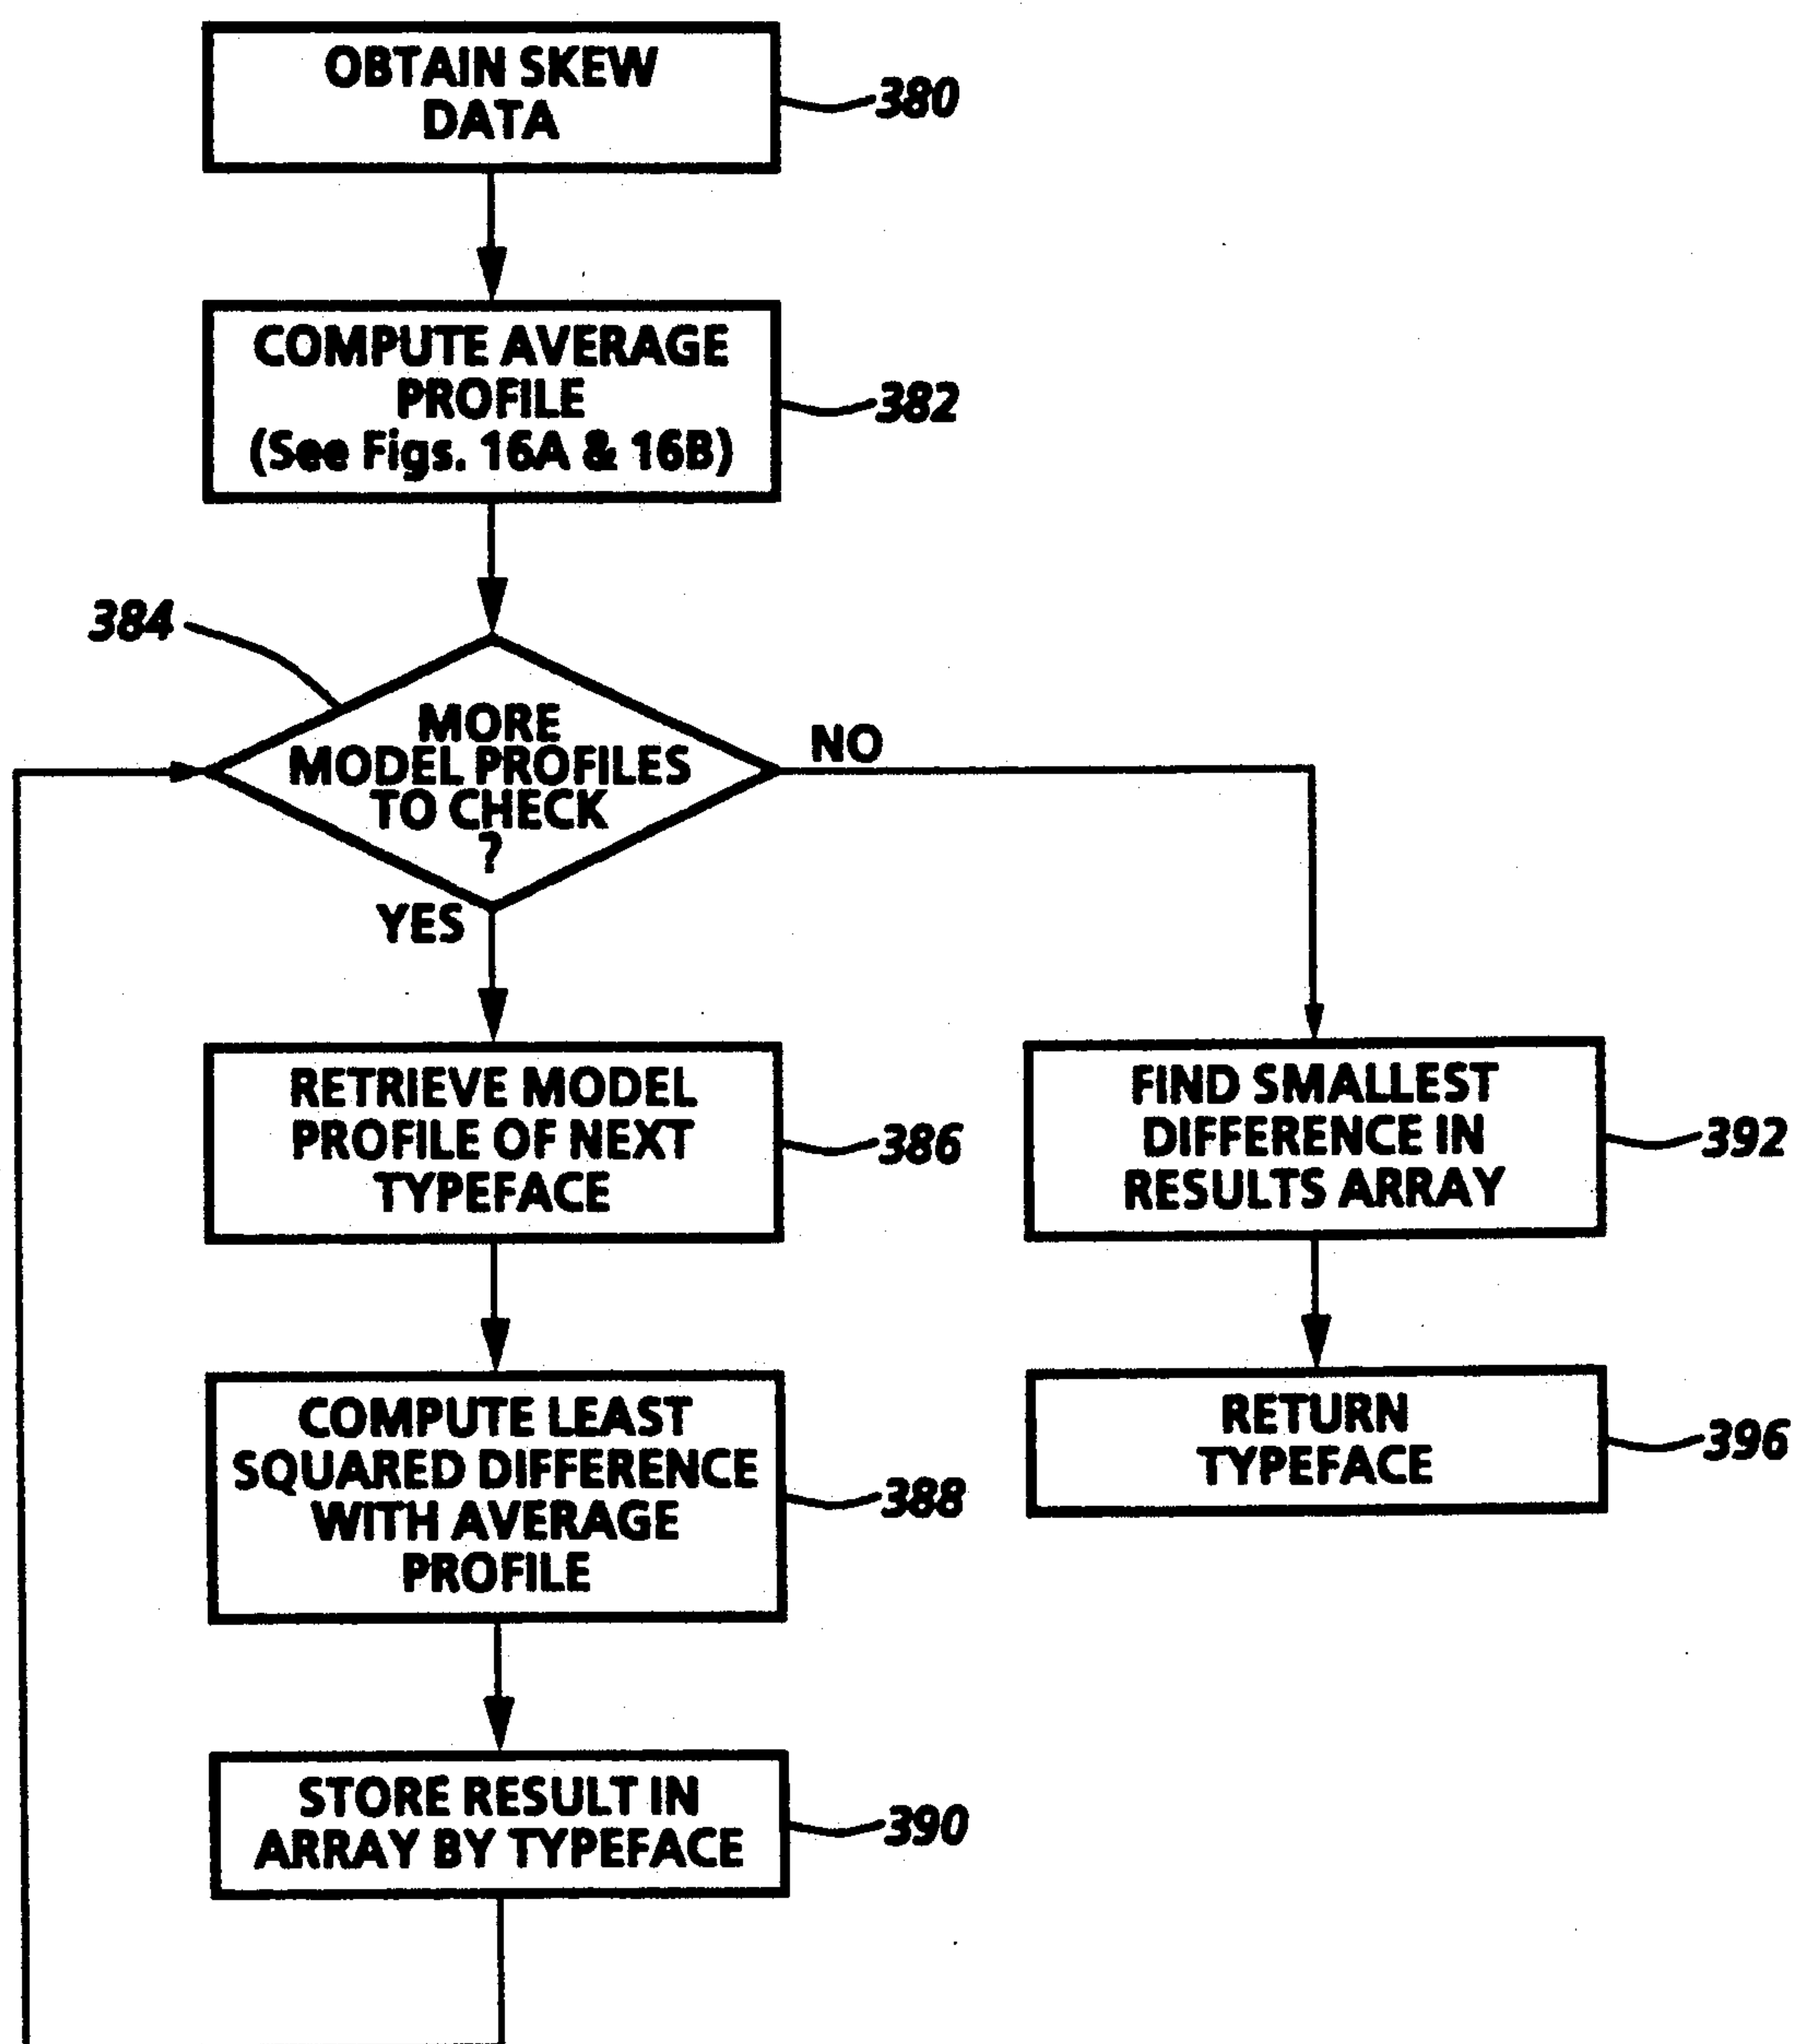 OBTAIN SKEW
DATA
380
COMPUTE AVERAGE
PROFILE
(See Figs. 16A & 16B)
382
384
MORE
MODEL PROFILES
TO CHECK
?
NO
YES
RETRIEVE MODEL
PROFILE OF NEXT
TYPEFACE
386
FIND SMALLEST
DIFFERENCE IN
RESULTS ARRAY
392
COMPUTE LEAST
SQUARED DIFFERENCE
WITH AVERAGE
PROFILE
388
RETURN
TYPEFACE
396
STORE RESULT IN
ARRAY BY TYPEFACE
390